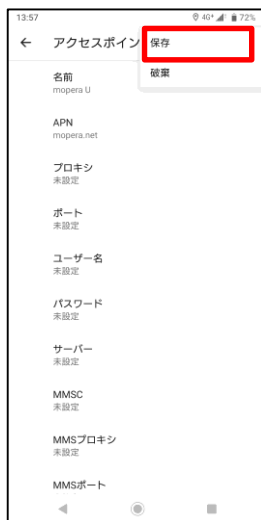 13:57
4G+ 72%
← アクセスポイン
保存
破棄
名前
mopera U
APN
mopera.net
プロキシ
未設定
ポート
未設定
ユーザー名
未設定
パスワード
未設定
サーバー
未設定
MMSC
未設定
MMSプロキシ
未設定
MMSポート